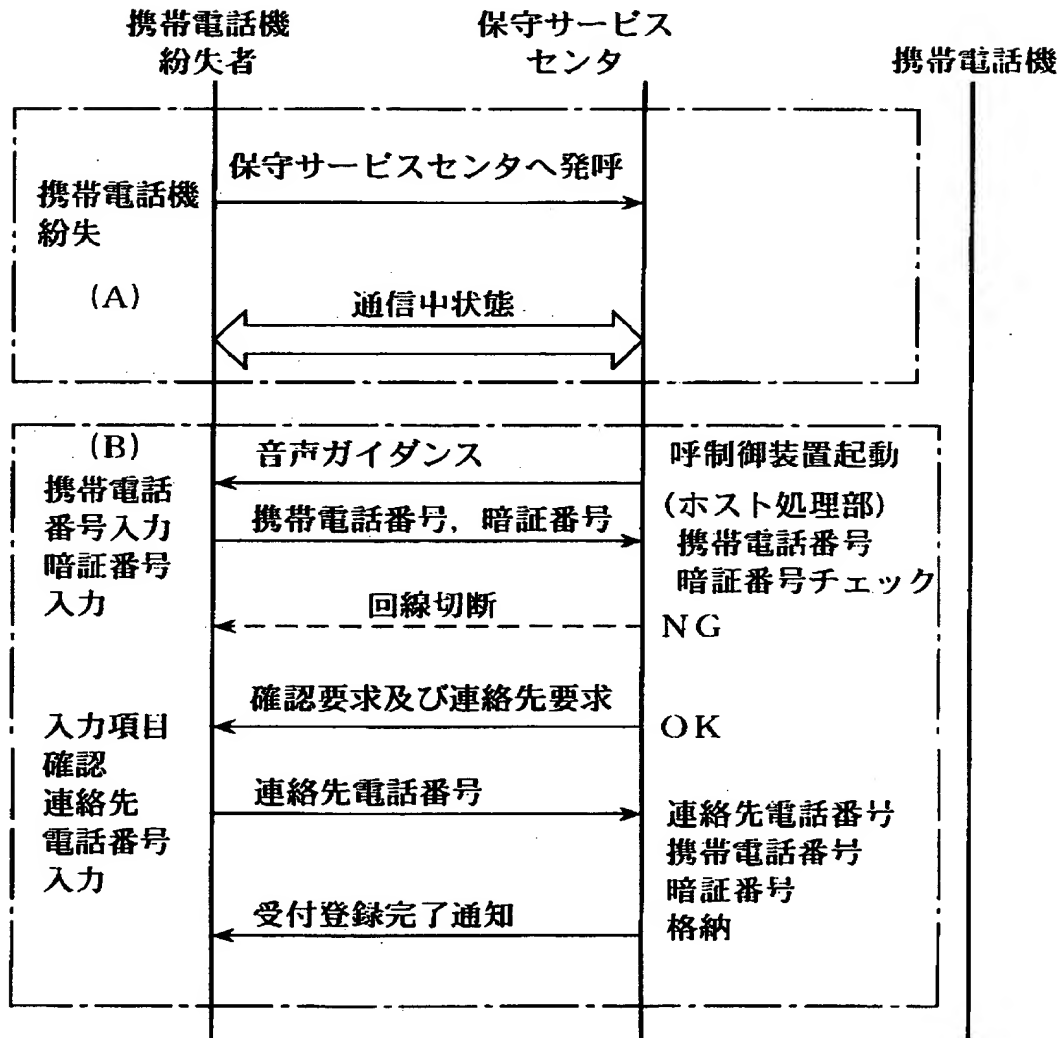 携帯電話機
紛失者
保守サービス
センタ
携帯電話機
保守サービスセンタへ発呼
携帯電話機
紛失
(A)
通信中状態
(B)
音声ガイダンス
呼制御装置起動
携帯電話
番号入力
暗証番号
入力
携帯電話番号,暗証番号
(ホスト処理部)
携帯電話番号
暗証番号チェック
回線切断
NG
確認要求及び連絡先要求
OK
入力項目
確認
連絡先
電話番号
入力
連絡先電話番号
連絡先電話番号
携帯電話番号
暗証番号
格納
受付登録完了通知